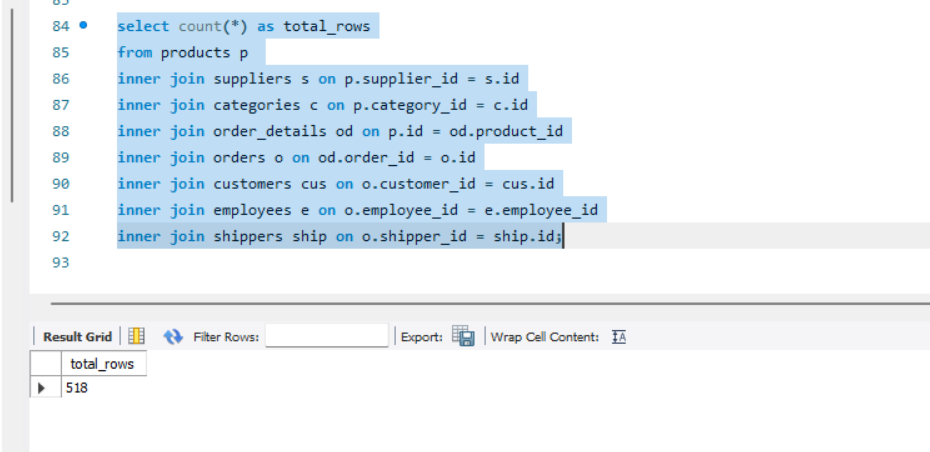 84 select count(*) as total_rows
85 from products p
86 inner join suppliers s on p.supplier_id = s.id
87 inner join categories c on p.category_id = c.id
88 inner join order_details od on p.id = od.product_id
89 inner join orders o on od.order_id = o.id
90 inner join customers cus on o.customer_id = cus.id
91 inner join employees e on o.employee_id = e.employee_id
92 inner join shippers ship on o.shipper_id = ship.id;
93
Result Grid Filter Rows: Export: Wrap Cell Content: IA
total_rows
518